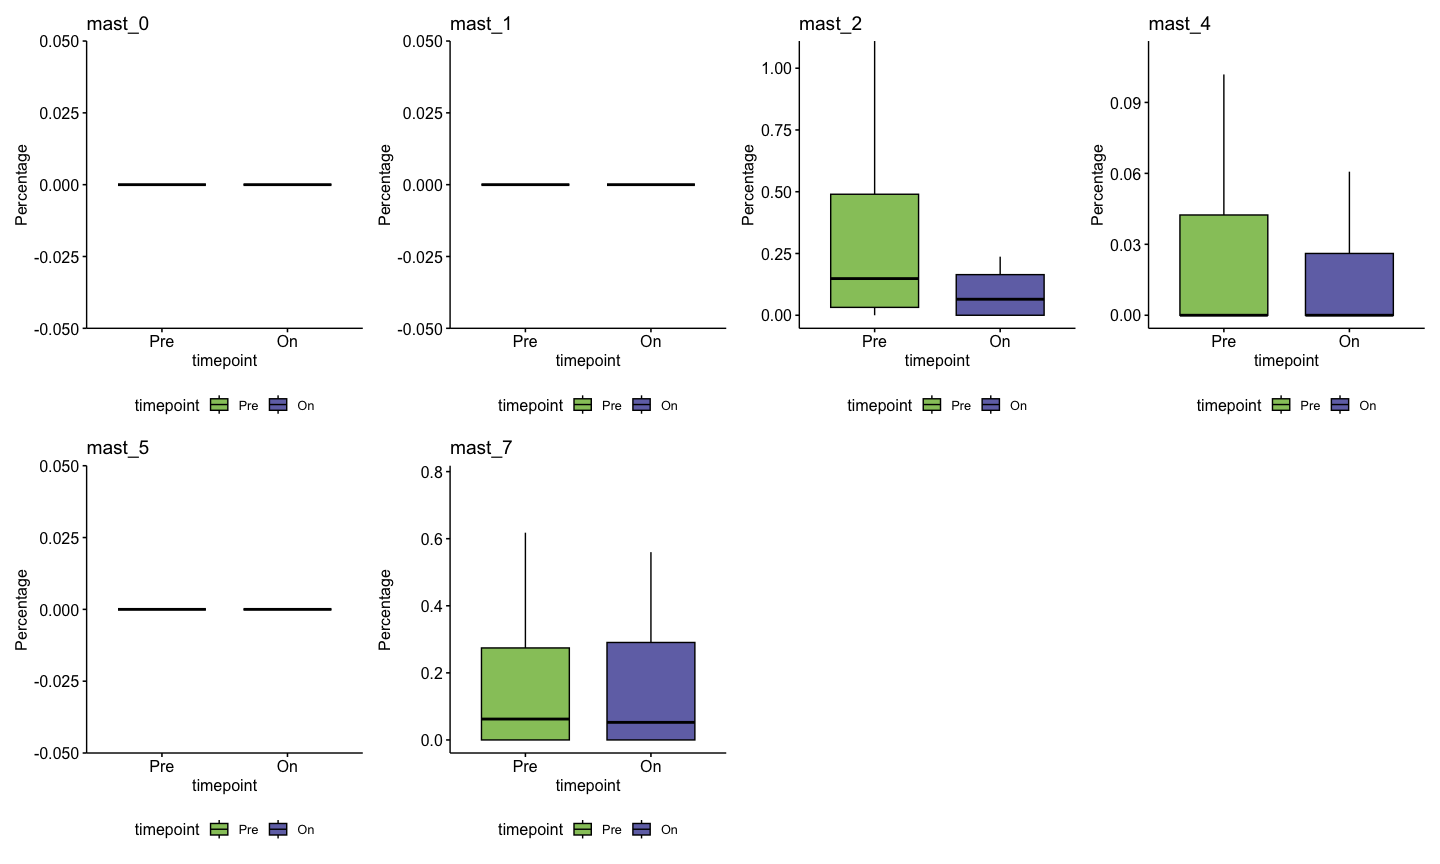 mast_0
0.050
0.025
0.000
-0.025
-0.050
Percentage
Pre On
timepoint
timepoint Pre On
mast_1
0.050
0.025
0.000
-0.025
-0.050
Percentage
Pre On
timepoint
timepoint Pre On
mast_2
1.00
0.75
0.50
0.25
0.00
Percentage
Pre On
timepoint
timepoint Pre On
mast_4
0.09
0.06
0.03
0.00
Percentage
Pre On
timepoint
timepoint Pre On
mast_5
0.050
0.025
0.000
-0.025
-0.050
Percentage
Pre On
timepoint
timepoint Pre On
mast_7
0.8
0.6
0.4
0.2
0.0
Percentage
Pre On
timepoint
timepoint Pre On